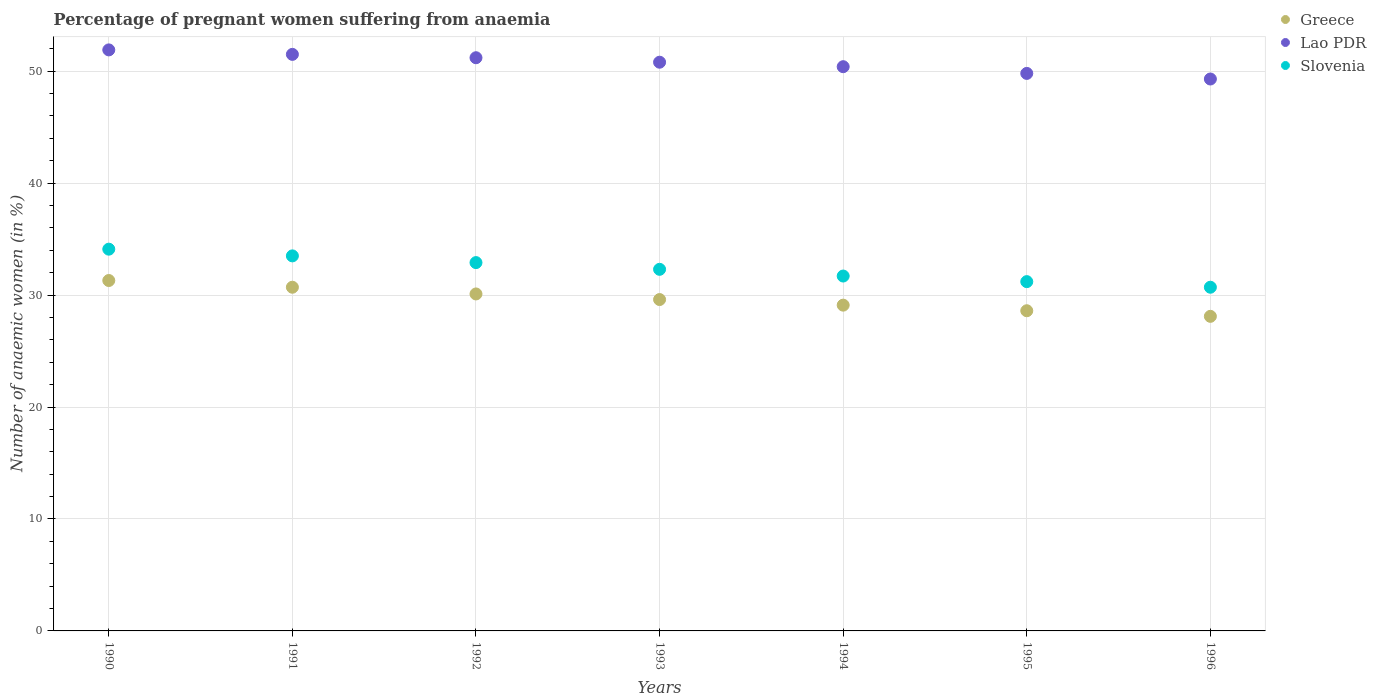 Percentage of pregnant women suffering from anaemia
Greece
Lao PDR
Slovenia
Number of anaemic women (in %)
50
40
30
20
10
0
1990
1991
1992
1993
1994
1995
1996
Years